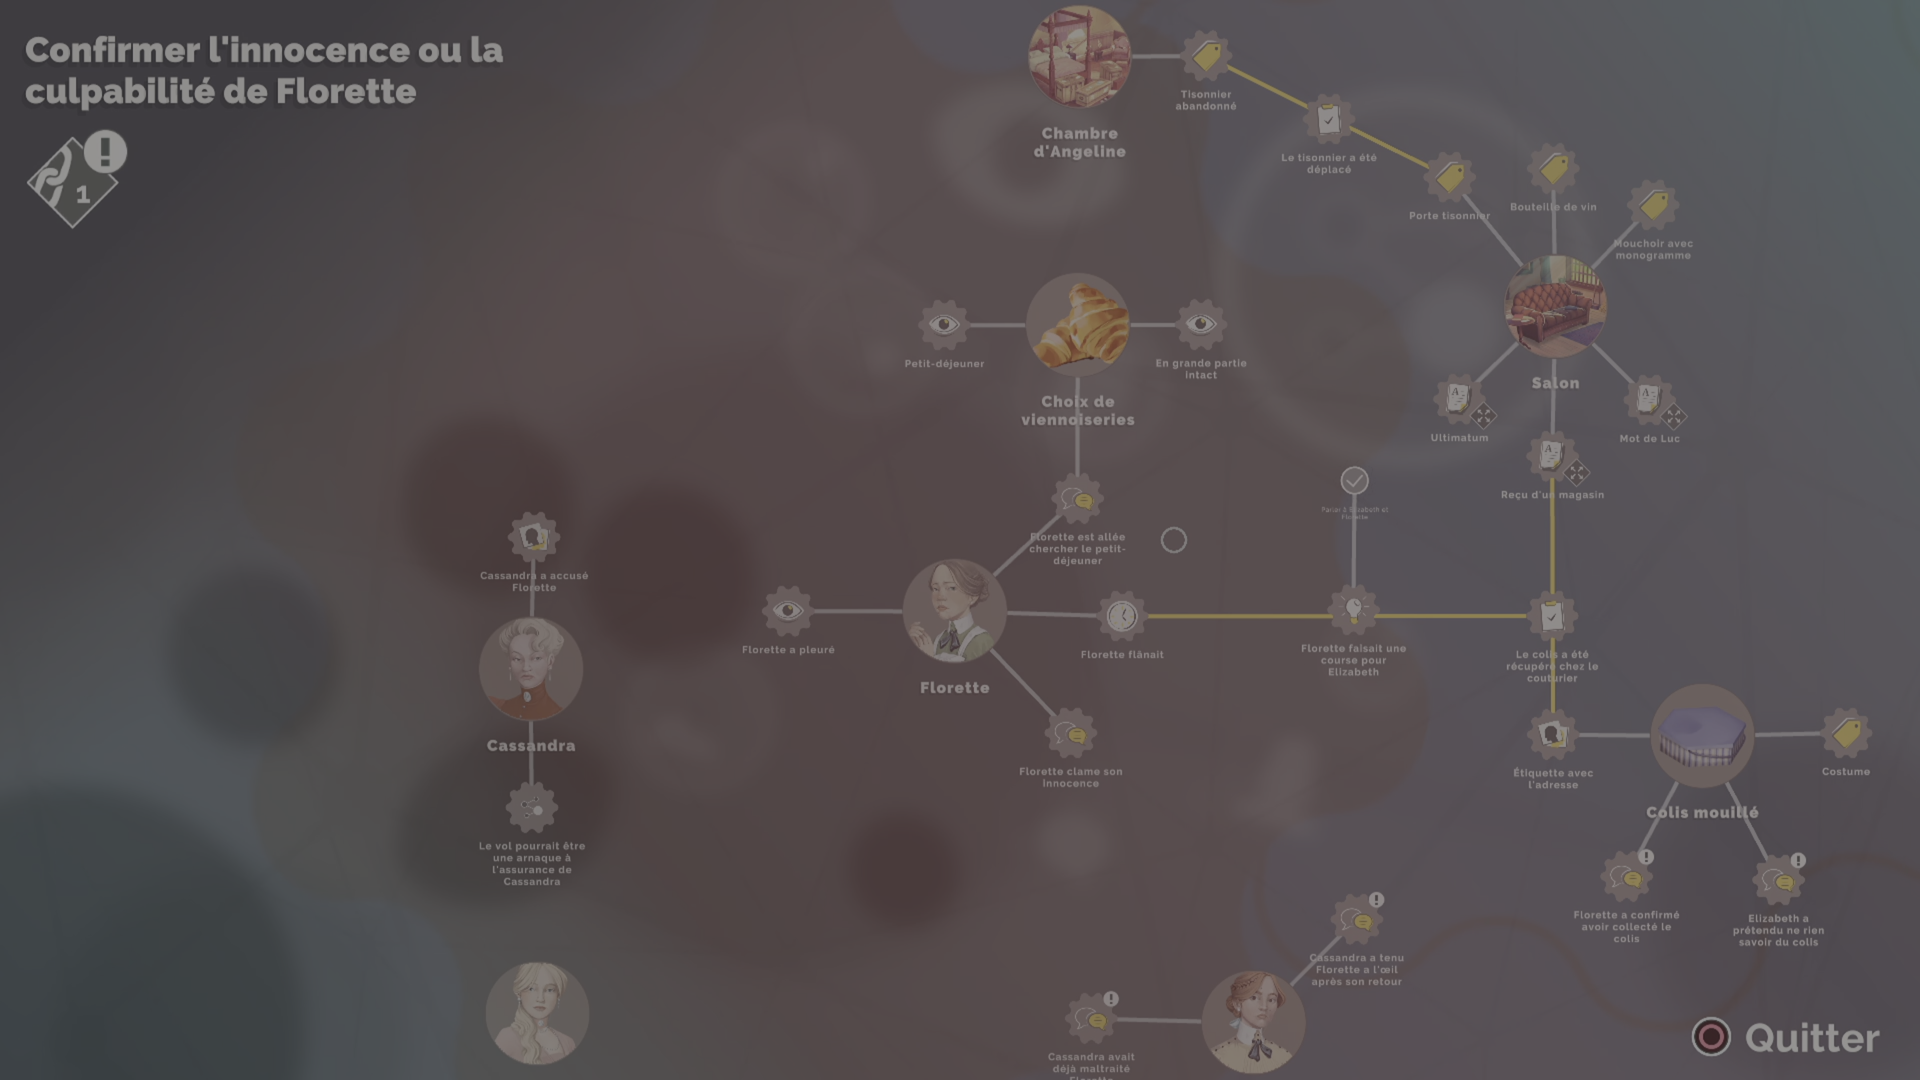 Confirmer l'innocence ou la
culpabilité de Florette
1
Chambre
d'Angeline
Tisonnier
abandonné
Le tisonnier a été
déplacé
Porte tisonnier
Bouteille de vin
Mouchoir avec
monogramme
Salon
Ultimatum
Mot de Luc
Reçu d'un magasin
Petit-déjeuner
Choix de
viennoiseries
En grande partie
intact
Florette est allée
chercher le petit-
déjeuner
Parler à Elisabeth et
Florette
Cassandra a accusé
Florette
Cassandra
Le vol pourrait être
une arnaque à
l'assurance de
Cassandra
Florette a pleuré
Florette
Florette flânait
Florette clame son
innocence
Florette faisait une
course pour
Elizabeth
Le colis a été
récupéré chez le
couturier
Étiquette avec
l'adresse
Colis mouillé
Costume
Florette a confirmé
avoir collecté le
colis
Elizabeth a
prétendu ne rien
savoir du colis
Cassandra a tenu
Florette a l'œil
après son retour
Cassandra avait
déjà maltraité
Florette
Quitter